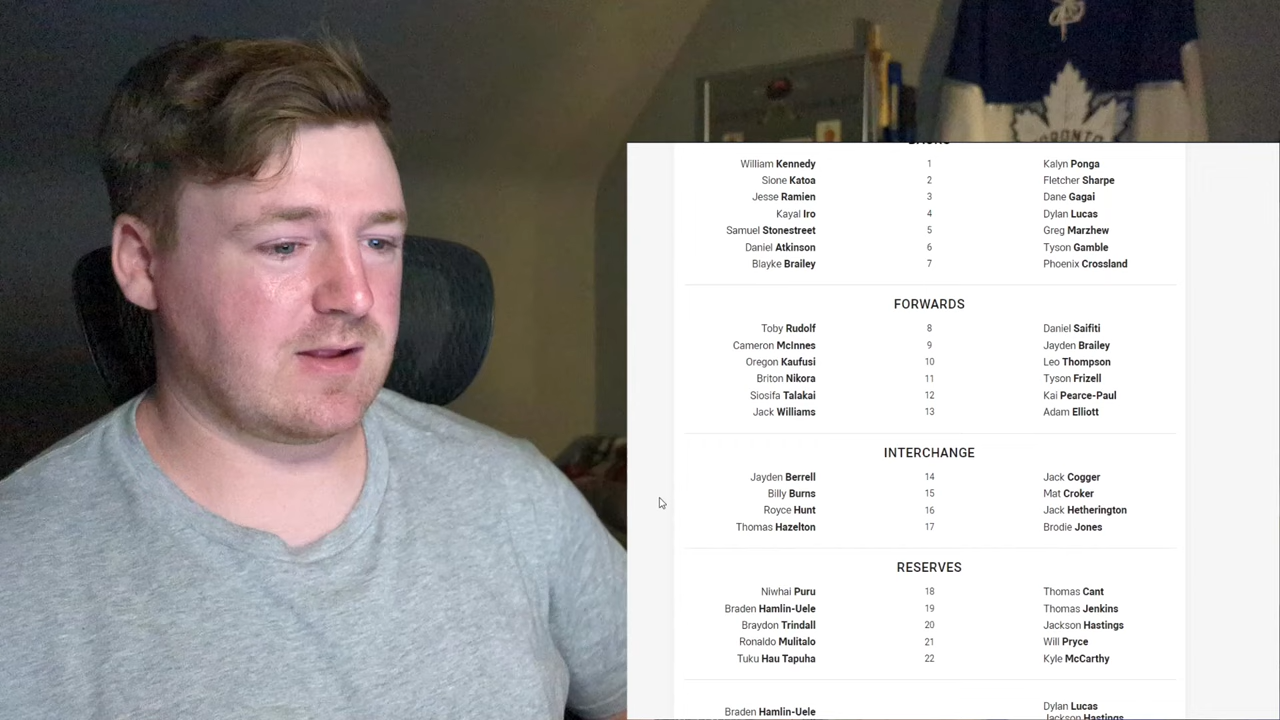 TORONTO
BACKS
William Kennedy 1 Kalyn Ponga
Sione Katoa 2 Fletcher Sharpe
Jesse Ramien 3 Dane Gagai
Kayal Iro 4 Dylan Lucas
Samuel Stonestreet 5 Greg Marzhew
Daniel Atkinson 6 Tyson Gamble
Blayke Brailey 7 Phoenix Crossland
FORWARDS
Toby Rudolf 8 Daniel Saifiti
Cameron McInnes 9 Jayden Brailey
Oregon Kaufusi 10 Leo Thompson
Briton Nikora 11 Tyson Frizell
Siosifa Talakai 12 Kai Pearce-Paul
Jack Williams 13 Adam Elliott
INTERCHANGE
Jayden Berrell 14 Jack Cogger
Billy Burns 15 Mat Croker
Royce Hunt 16 Jack Hetherington
Thomas Hazelton 17 Brodie Jones
RESERVES
Niwhai Puru 18 Thomas Cant
Braden Hamlin-Uele 19 Thomas Jenkins
Braydon Trindall 20 Jackson Hastings
Ronaldo Mulitalo 21 Will Pryce
Tuku Hau Tapuha 22 Kyle McCarthy
Braden Hamlin-Uele Dylan Lucas
Jackson Hastings